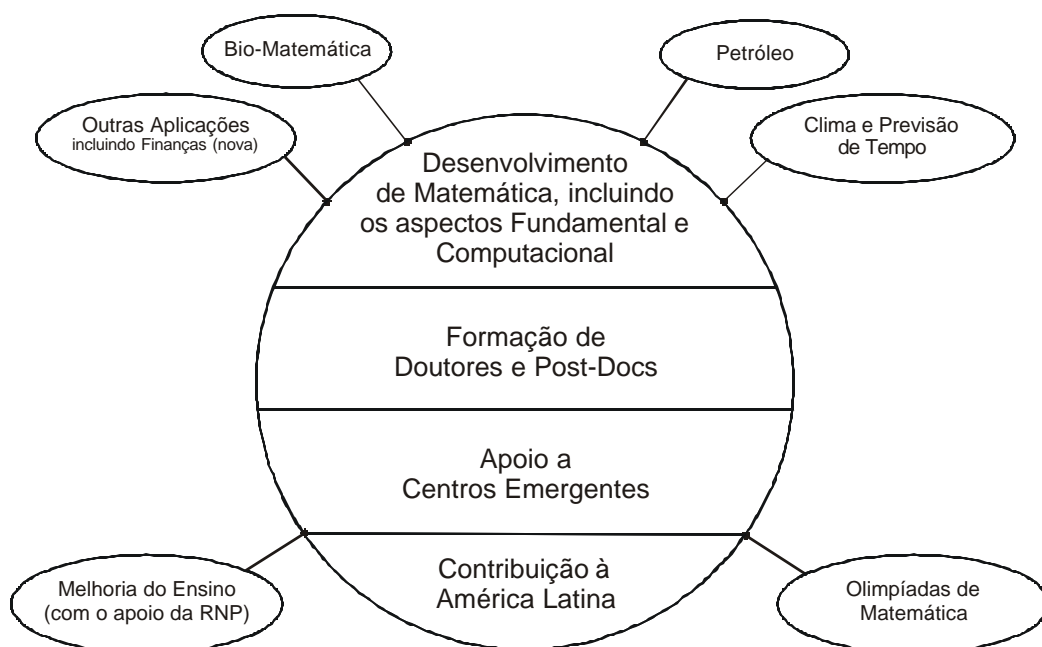 Bio-Matemática
Petróleo
Outras Aplicações
incluindo Finanças (nova)
Clima e Previsão
de Tempo
Desenvolvimento
de Matemática, incluindo
os aspectos Fundamental e
Computacional
Formação de
Doutores e Post-Docs
Apoio a
Centros Emergentes
Contribuição à
América Latina
Melhoria do Ensino
(com o apoio da RNP)
Olimpíadas de
Matemática